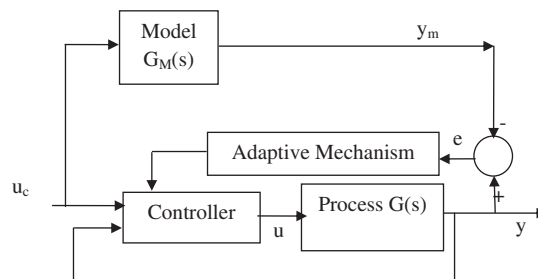 Model
G_M(s)
y_m
-
e
Adaptive Mechanism
u_c
+
Controller
u
Process G(s)
y